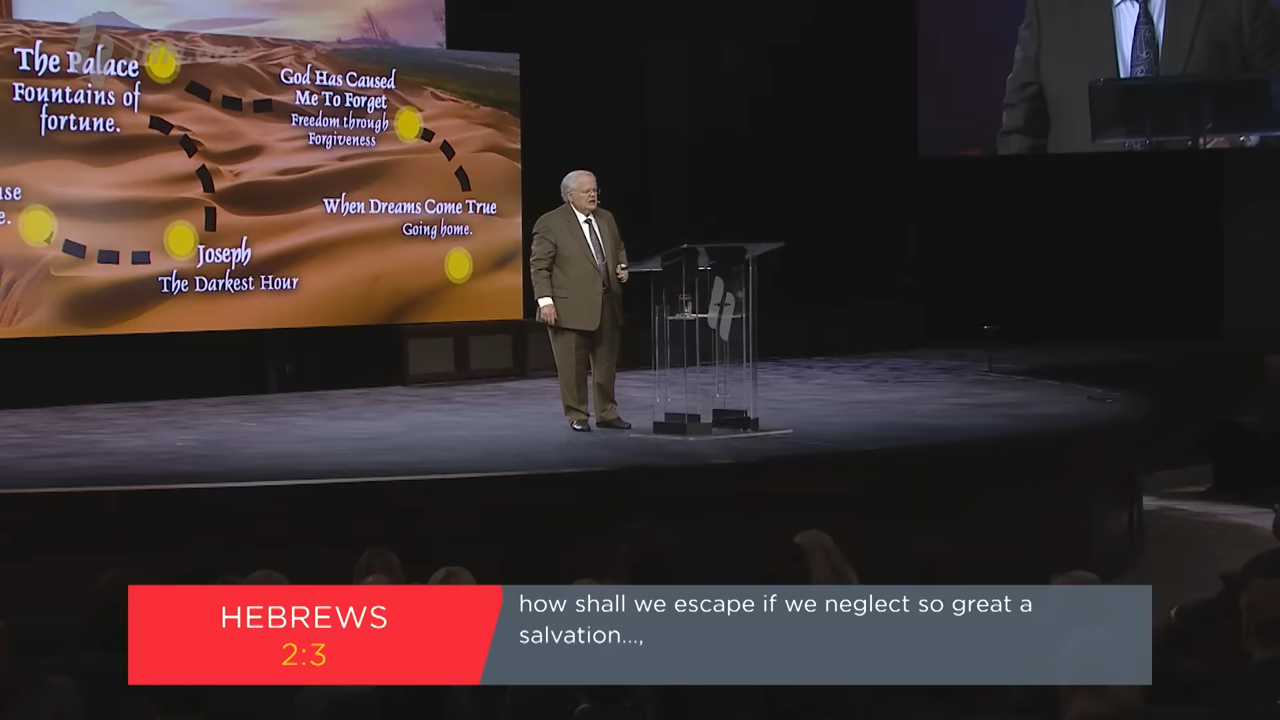 The Palace
Fountains of
fortune.
God Has Caused
Me To Forget
Freedom through
Forgiveness
When Dreams Come True
Going home.
Joseph
The Darkest Hour
HEBREWS
2:3
how shall we escape if we neglect so great a
salvation...,